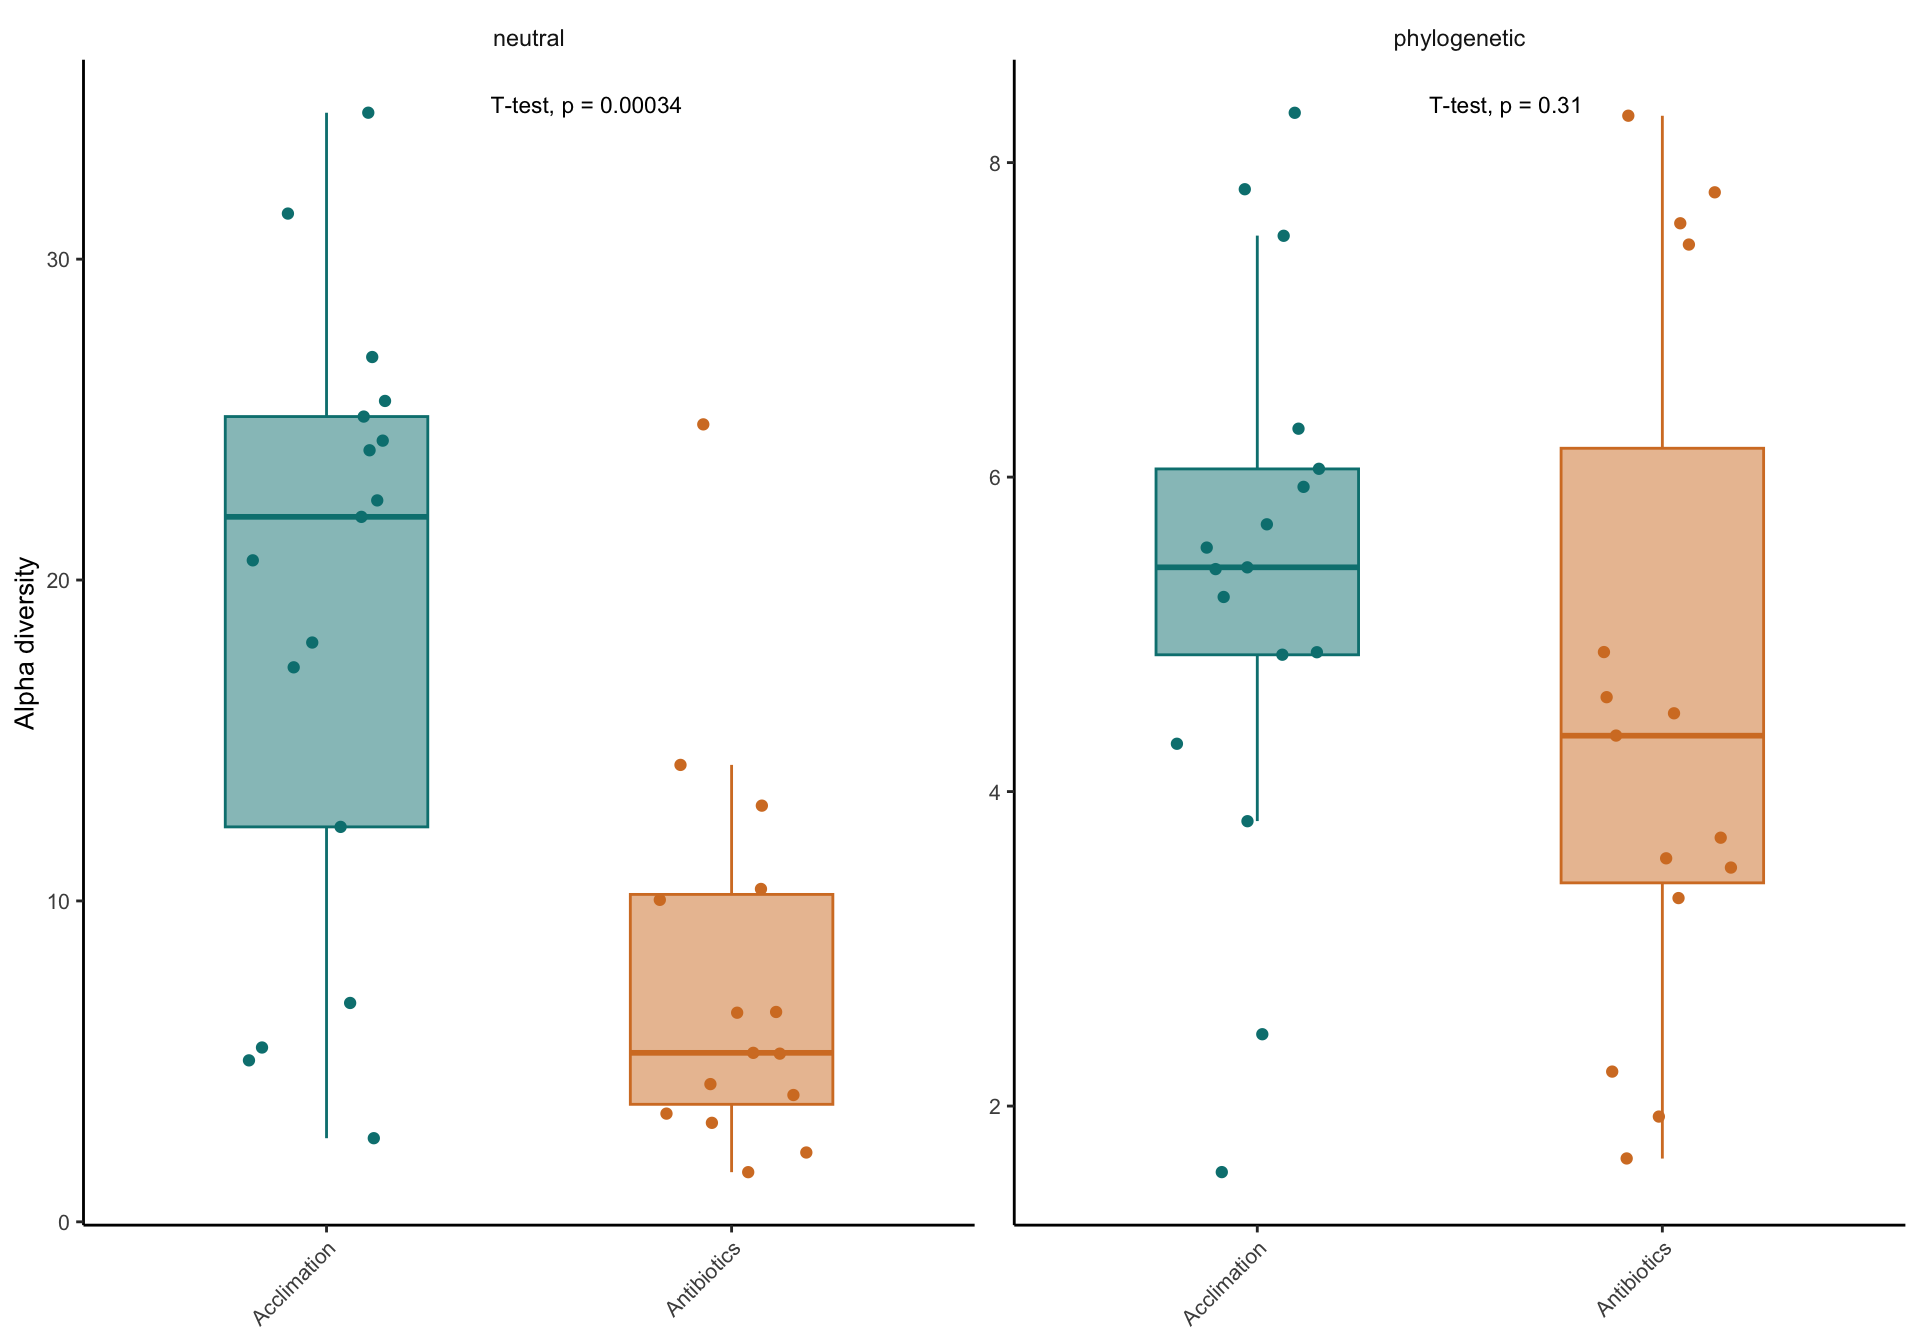 neutral
phylogenetic
T-test, p = 0.00034
T-test, p = 0.31
Alpha diversity
30
20
10
0
8
6
4
2
Acclimation
Antibiotics
Acclimation
Antibiotics